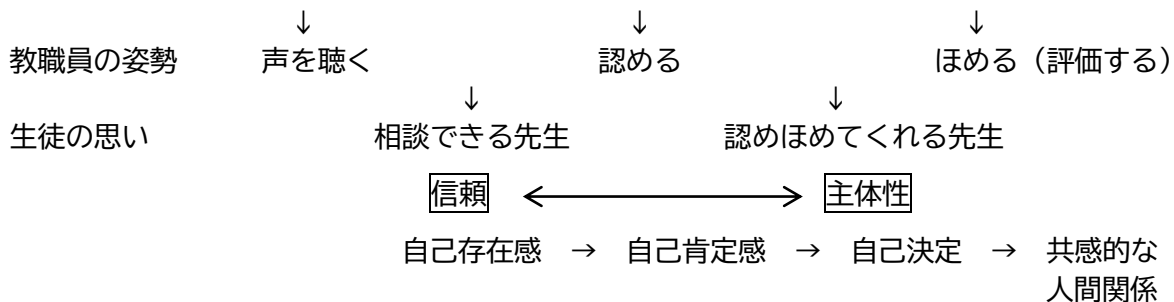 ↓ ↓ ↓
教職員の姿勢 声を聴く 認める ほめる（評価する）
↓ ↓
生徒の思い 相談できる先生 認めほめてくれる先生
信頼 ⟷ 主体性
自己存在感 → 自己肯定感 → 自己決定 → 共感的な
人間関係